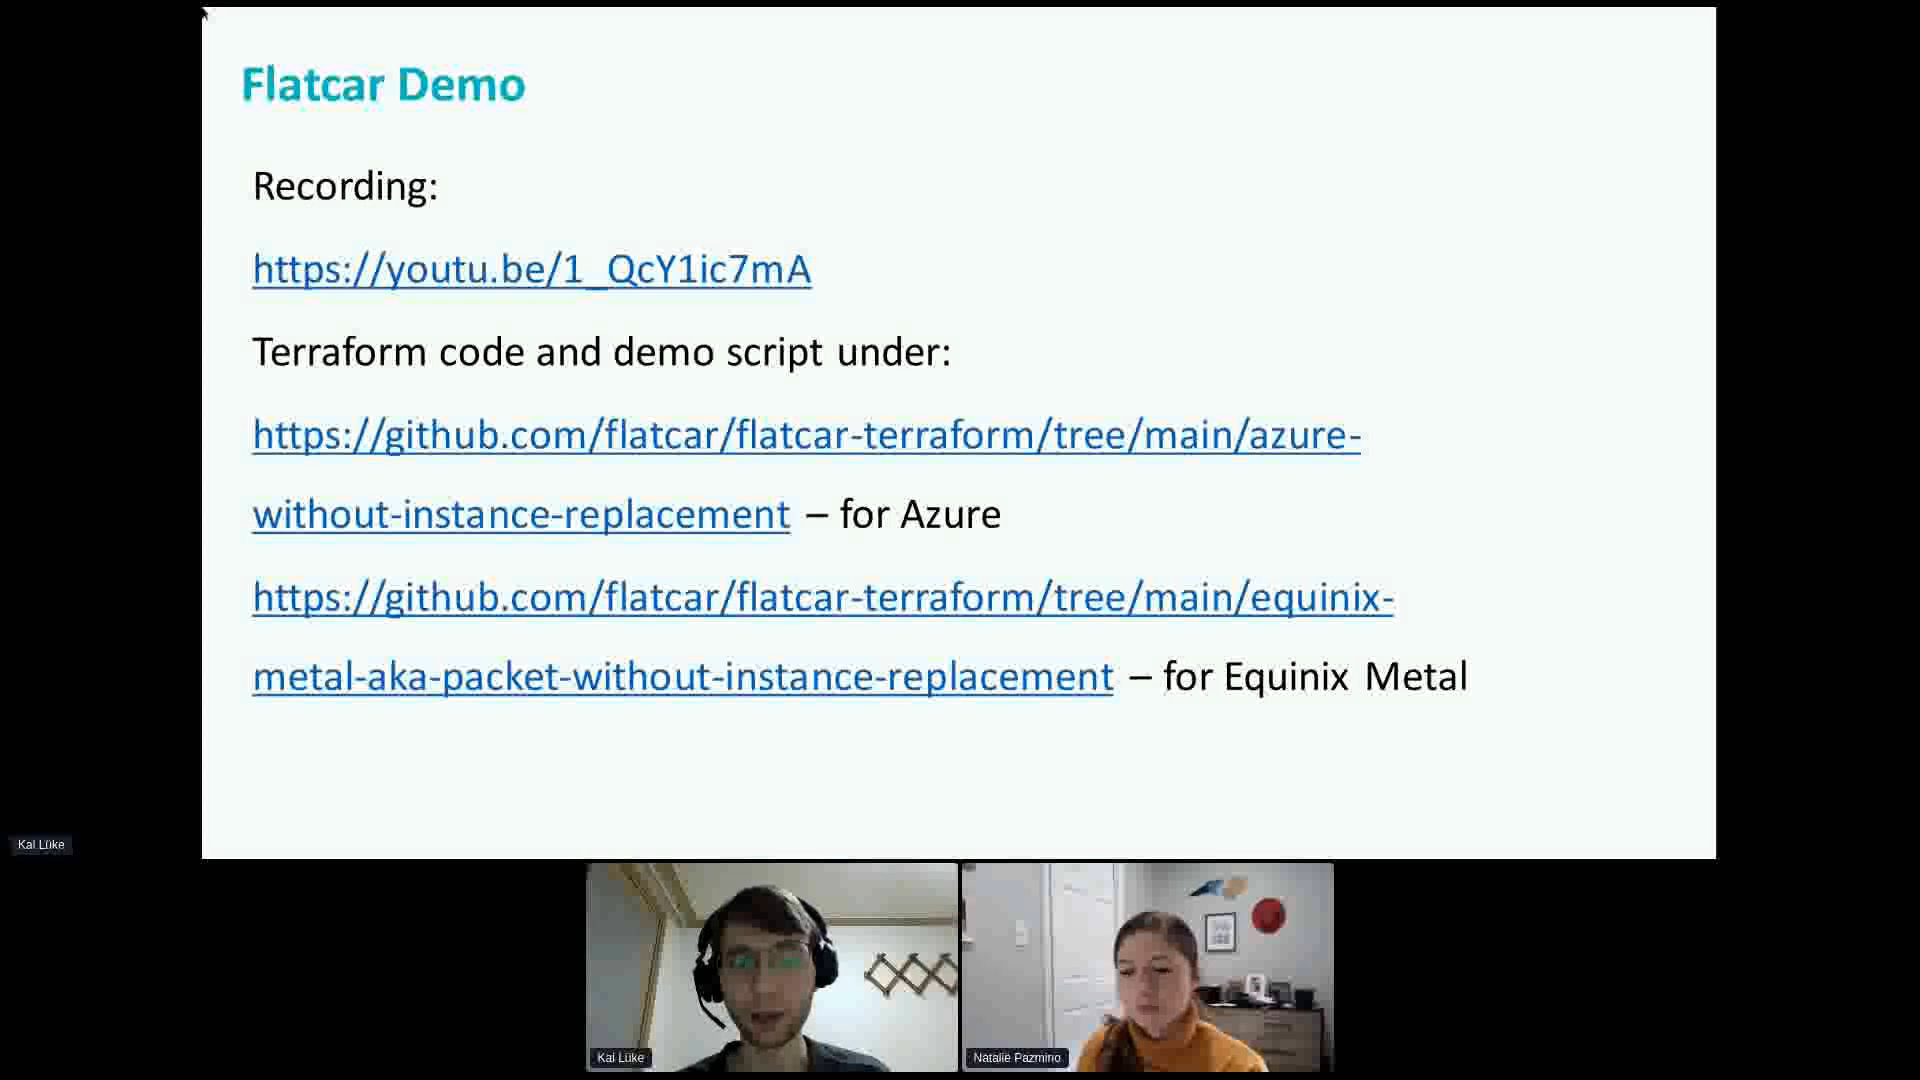 Flatcar Demo
Recording:
https://youtu.be/1_QcY1ic7mA
Terraform code and demo script under:
https://github.com/flatcar/flatcar-terraform/tree/main/azure-
without-instance-replacement – for Azure
https://github.com/flatcar/flatcar-terraform/tree/main/equinix-
metal-aka-packet-without-instance-replacement – for Equinix Metal
Kai Lüke
Kai Lüke
Natalie Pazmino